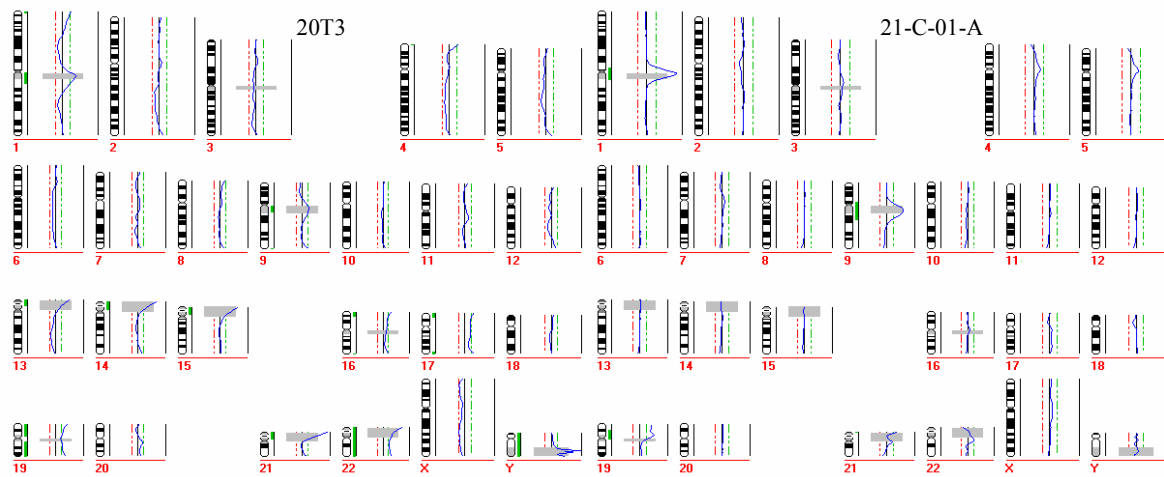 20T3 21-C-01-A
1 2 3 4 5 1 2 3 4 5
6 7 8 9 10 11 12 6 7 8 9 10 11 12
13 14 15 16 17 18 13 14 15 16 17 18
19 20 21 22 X Y 19 20 21 22 X Y